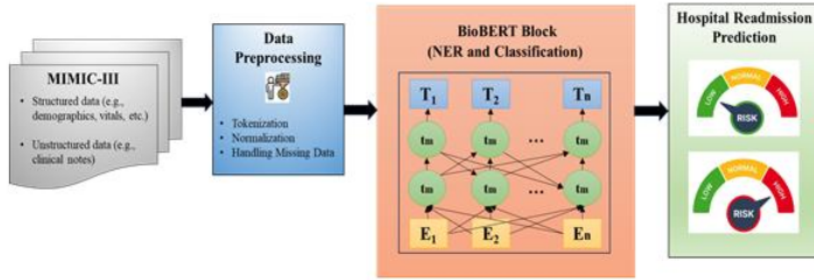 MIMIC-III
• Structured data (e.g.,
demographics, vitals, etc.)
• Unstructured data (e.g.,
clinical notes)
Data
Preprocessing
• Tokenization
• Normalization
• Handling Missing Data
BioBERT Block
(NER and Classification)
T1 T2 Tn
tm tm ... tm
tm tm ... tm
E1 E2 En
Hospital Readmission
Prediction
LOW NORMAL HIGH
RISK
LOW NORMAL HIGH
RISK